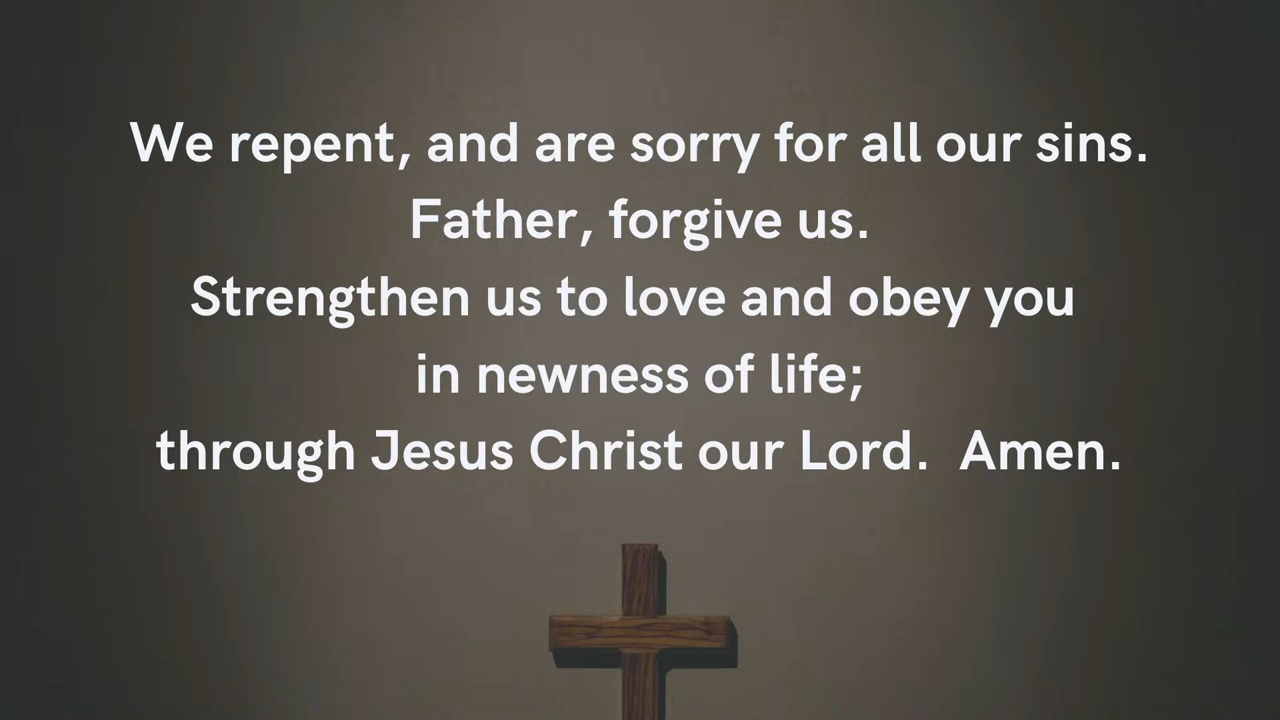 We repent, and are sorry for all our sins.
Father, forgive us.
Strengthen us to love and obey you
in newness of life;
through Jesus Christ our Lord.  Amen.